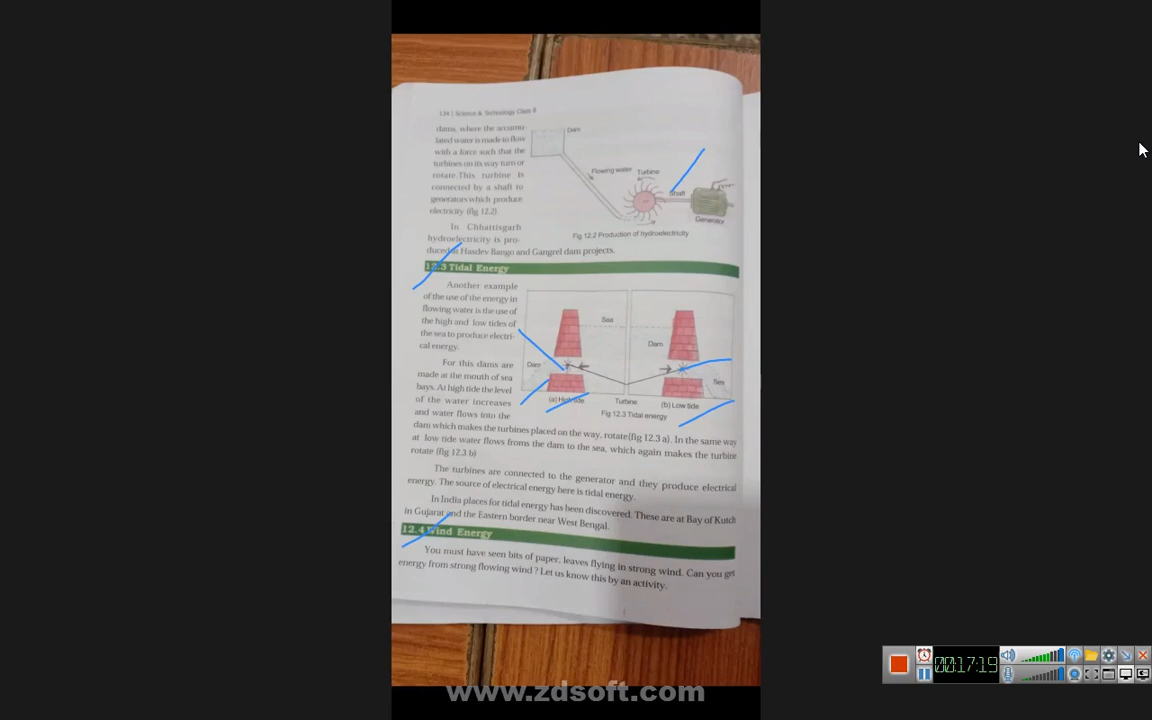 134 | Science & Technology Class 8
dams, where the accumu-
lated water is made to flow
with a force such that the
turbines on its way turn or
rotate.This turbine is
connected by a shaft to
generators which produce
electricity (fig 12.2).
Dam
Flowing water
Turbine
Shaft
Generator
Fig 12.2 Production of hydroelectricity
In Chhattisgarh
hydroelectricity is pro-
duced at Hasdev Bango and Gangrel dam projects.
12.3 Tidal Energy
Another example
of the use of the energy in
flowing water is the use of
the high and low tides of
the sea to produce electri-
cal energy.
For this dams are
made at the mouth of sea
bays. At high tide the level
of the water increases
and water flows into the
Sea
Dam
Dam
Sea
(a) High tide
Turbine
(b) Low tide
Fig 12.3 Tidal energy
dam which makes the turbines placed on the way, rotate(fig 12.3 a). In the same way
at low tide water flows froms the dam to the sea, which again makes the turbine
rotate (fig 12.3 b)
The turbines are connected to the generator and they produce electrical
energy. The source of electrical energy here is tidal energy.
In India places for tidal energy has been discovered. These are at Bay of Kutch
in Gujarat and the Eastern border near West Bengal.
12.4 Wind Energy
You must have seen bits of paper, leaves flying in strong wind. Can you get
energy from strong flowing wind ? Let us know this by an activity.
00:17:19
www.zdsoft.com